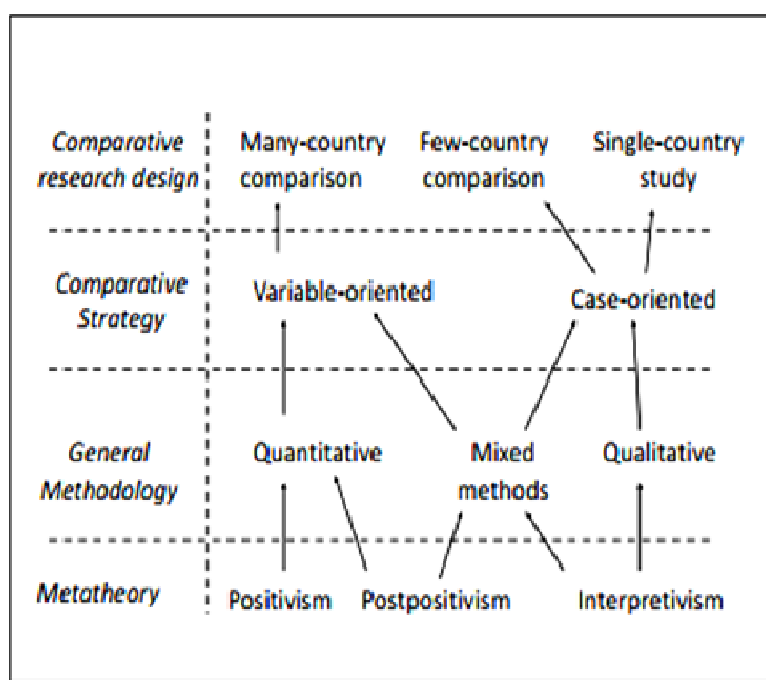 Comparative research design
Many-country comparison
Few-country comparison
Single-country study
Comparative Strategy
Variable-oriented
Case-oriented
General Methodology
Quantitative
Mixed methods
Qualitative
Metatheory
Positivism
Postpositivism
Interpretivism